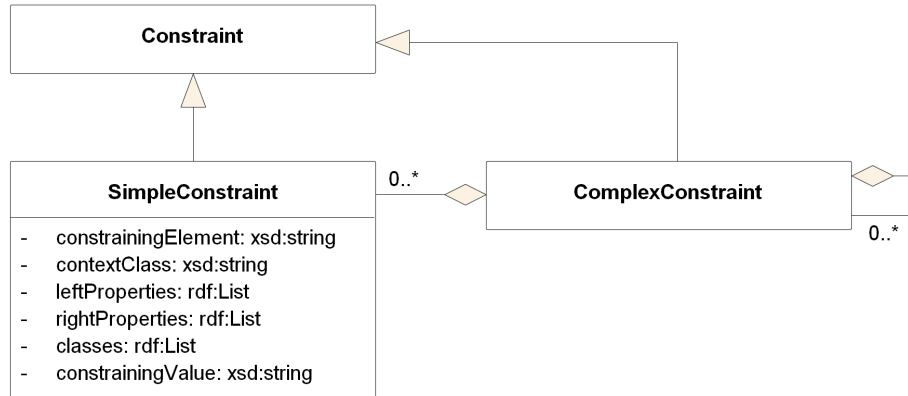 Constraint
SimpleConstraint
0..*
ComplexConstraint
0..*
- constrainingElement: xsd:string
- contextClass: xsd:string
- leftProperties: rdf:List
- rightProperties: rdf:List
- classes: rdf:List
- constrainingValue: xsd:string